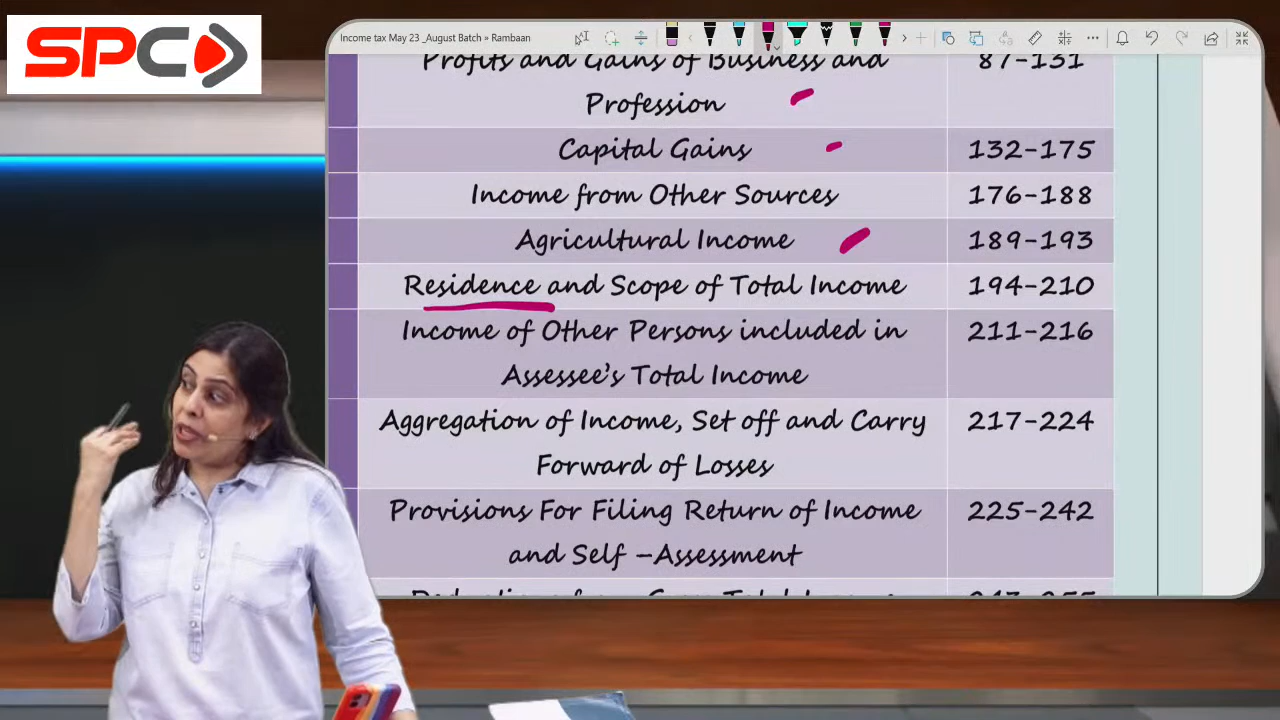 SPC
Income tax May 23 _August Batch » Rambaan
Profits and Gains of Business and 87-131
Profession
Capital Gains 132-175
Income from Other Sources 176-188
Agricultural Income 189-193
Residence and Scope of Total Income 194-210
Income of Other Persons included in 211-216
Assessee's Total Income
Aggregation of Income, Set off and Carry 217-224
Forward of Losses
Provisions For Filing Return of Income 225-242
and Self –Assessment